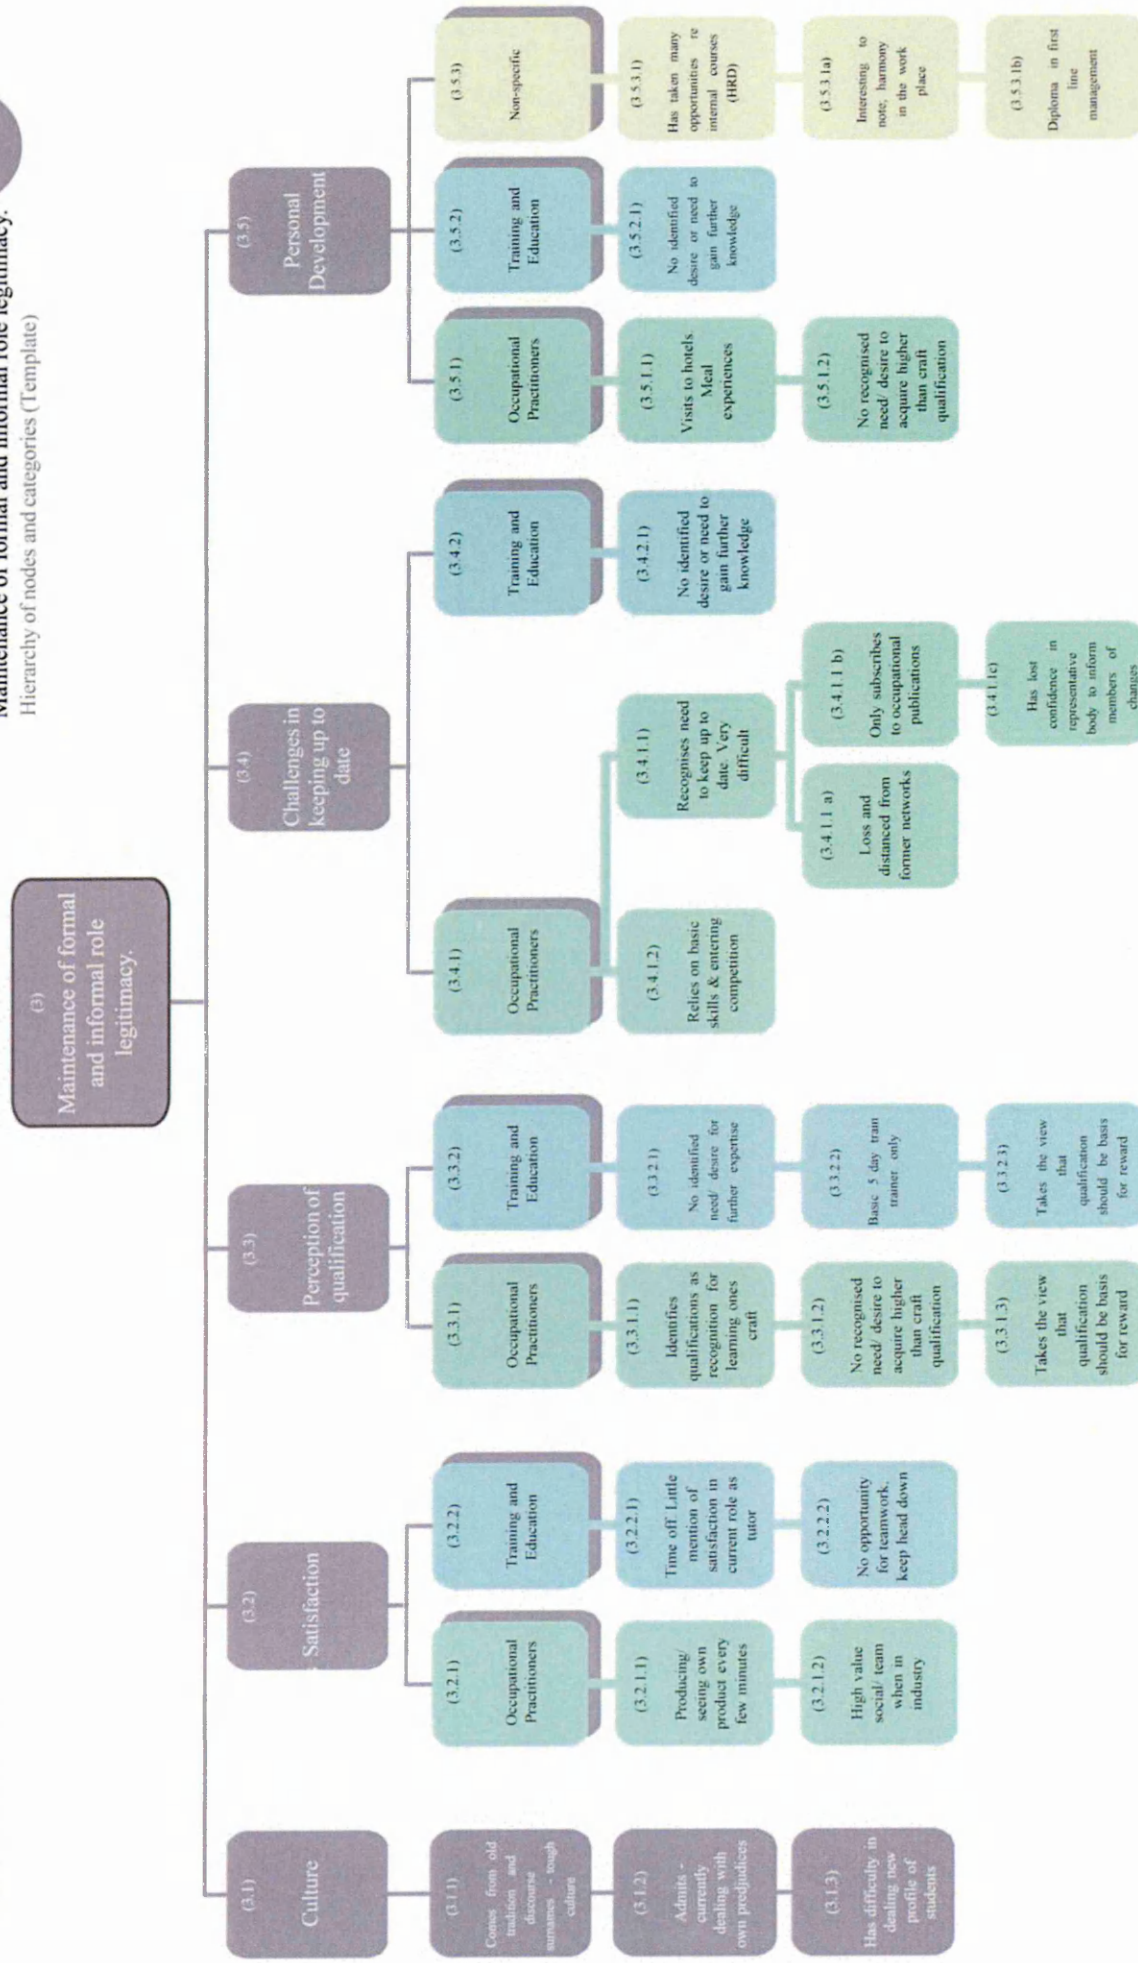 Maintenance of formal and informal role legitimacy.
Hierarchy of nodes and categories (Template)
(3)
Maintenance of formal
and informal role
legitimacy.
(3.1)
Culture
(3.1.1)
Comes from old
tradition and
discourse
surnames - tough
culture
(3.1.2)
Admits -
currently
dealing with
own predjudices
(3.1.3)
Has difficulty in
dealing new
profile of
students
(3.2)
Satisfaction
(3.2.1)
Occupational
Practitioners
(3.2.1.1)
Producing/
seeing own
product every
few minutes
(3.2.1.2)
High value
social/ team
when in
industry
(3.2.2)
Training and
Education
(3.2.2.1)
Time off Little
mention of
satisfaction in
current role as
tutor
(3.2.2.2)
No opportunity
for teamwork.
keep head down
(3.3)
Perception of
qualification
(3.3.1)
Occupational
Practitioners
(3.3.1.1)
Identifies
qualifications as
recognition for
learning ones
craft
(3.3.1.2)
No recognised
need/ desire to
acquire higher
than craft
qualification
(3.3.1.3)
Takes the view
that
qualification
should be basis
for reward
(3.3.2)
Training and
Education
(3.3.2.1)
No identified
need/ desire for
further expertise
(3.3.2.2)
Basic 5 day train
trainer only
(3.3.2.3)
Takes the view
that
qualification
should be basis
for reward
(3.4)
Challenges in
keeping up to
date
(3.4.1)
Occupational
Practitioners
(3.4.1.2)
Relies on basic
skills & entering
competition
(3.4.1.1)
Recognises need
to keep up to
date. Very
difficult
(3.4.1.1 a)
Loss and
distanced from
former networks
(3.4.1.1 b)
Only subscribes
to occupational
publications
(3.4.1.1c)
Has lost
confidence in
representative
body to inform
members of
changes
(3.4.2)
Training and
Education
(3.4.2.1)
No identified
desire or need to
gain further
knowledge
(3.5)
Personal
Development
(3.5.1)
Occupational
Practitioners
(3.5.1.1)
Visits to hotels.
Meal
experiences
(3.5.1.2)
No recognised
need/ desire to
acquire higher
than craft
qualification
(3.5.2)
Training and
Education
(3.5.2.1)
No identified
desire or need to
gain further
knowledge
(3.5.3)
Non-specific
(3.5.3.1)
Has taken many
opportunities re
internal courses
(HRD)
(3.5.3.1a)
Interesting to
note; harmony
in the work
place
(3.5.3.1b)
Diploma in first
line
management